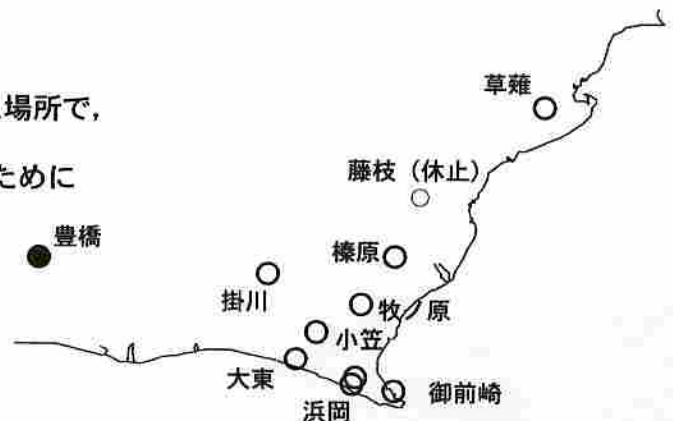 場所で,
ために
草薙
藤枝（休止）
豊橋
榛原
掛川
牧ノ原
小笠
大東
御前崎
浜岡